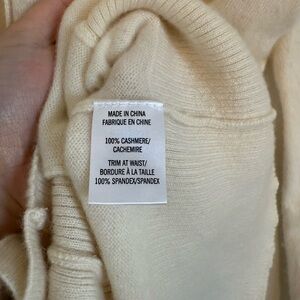 MADE IN CHINA
FABRIQUE EN CHINE
100% CASHMERE/
CACHEMIRE
TRIM AT WAIST/
BORDURE À LA TAILLE
100% SPANDEX/SPANDEX